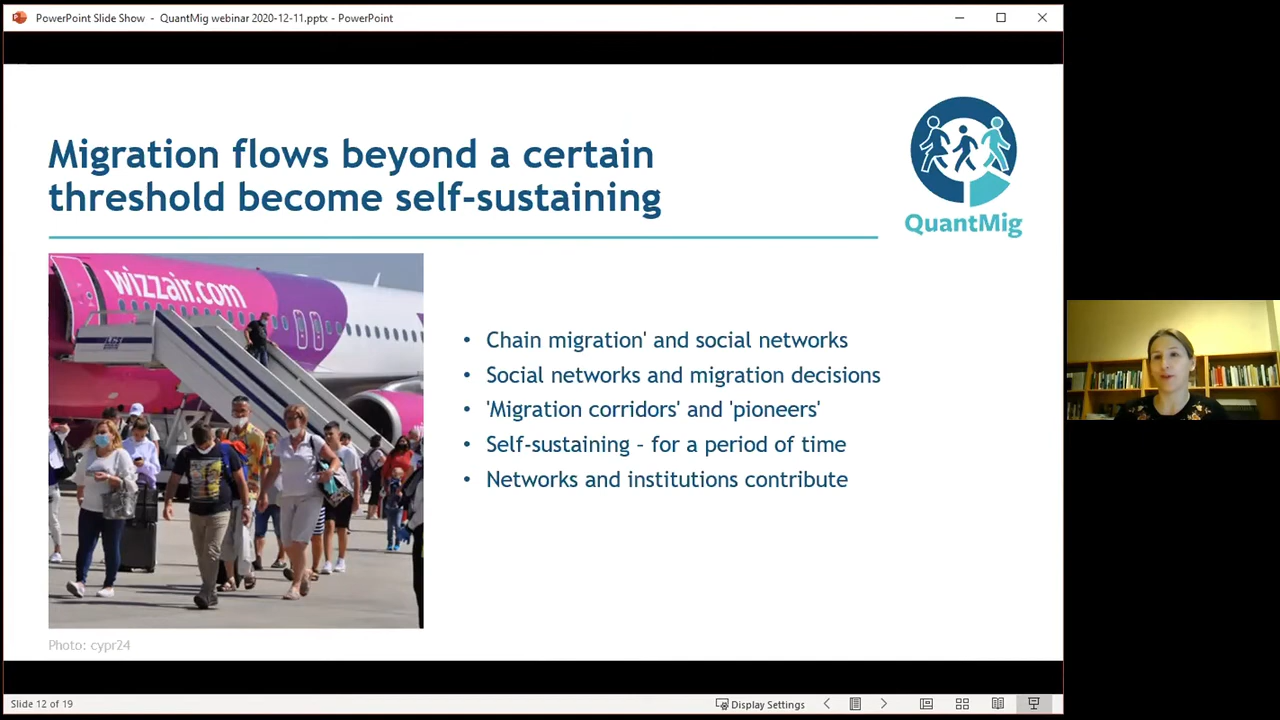 PowerPoint Slide Show - QuantMig webinar 2020-12-11.pptx - PowerPoint
Migration flows beyond a certain
threshold become self-sustaining
QuantMig
wizzair.com
• Chain migration' and social networks
• Social networks and migration decisions
• 'Migration corridors' and 'pioneers'
• Self-sustaining – for a period of time
• Networks and institutions contribute
Photo: cypr24
Slide 12 of 19
Display Settings